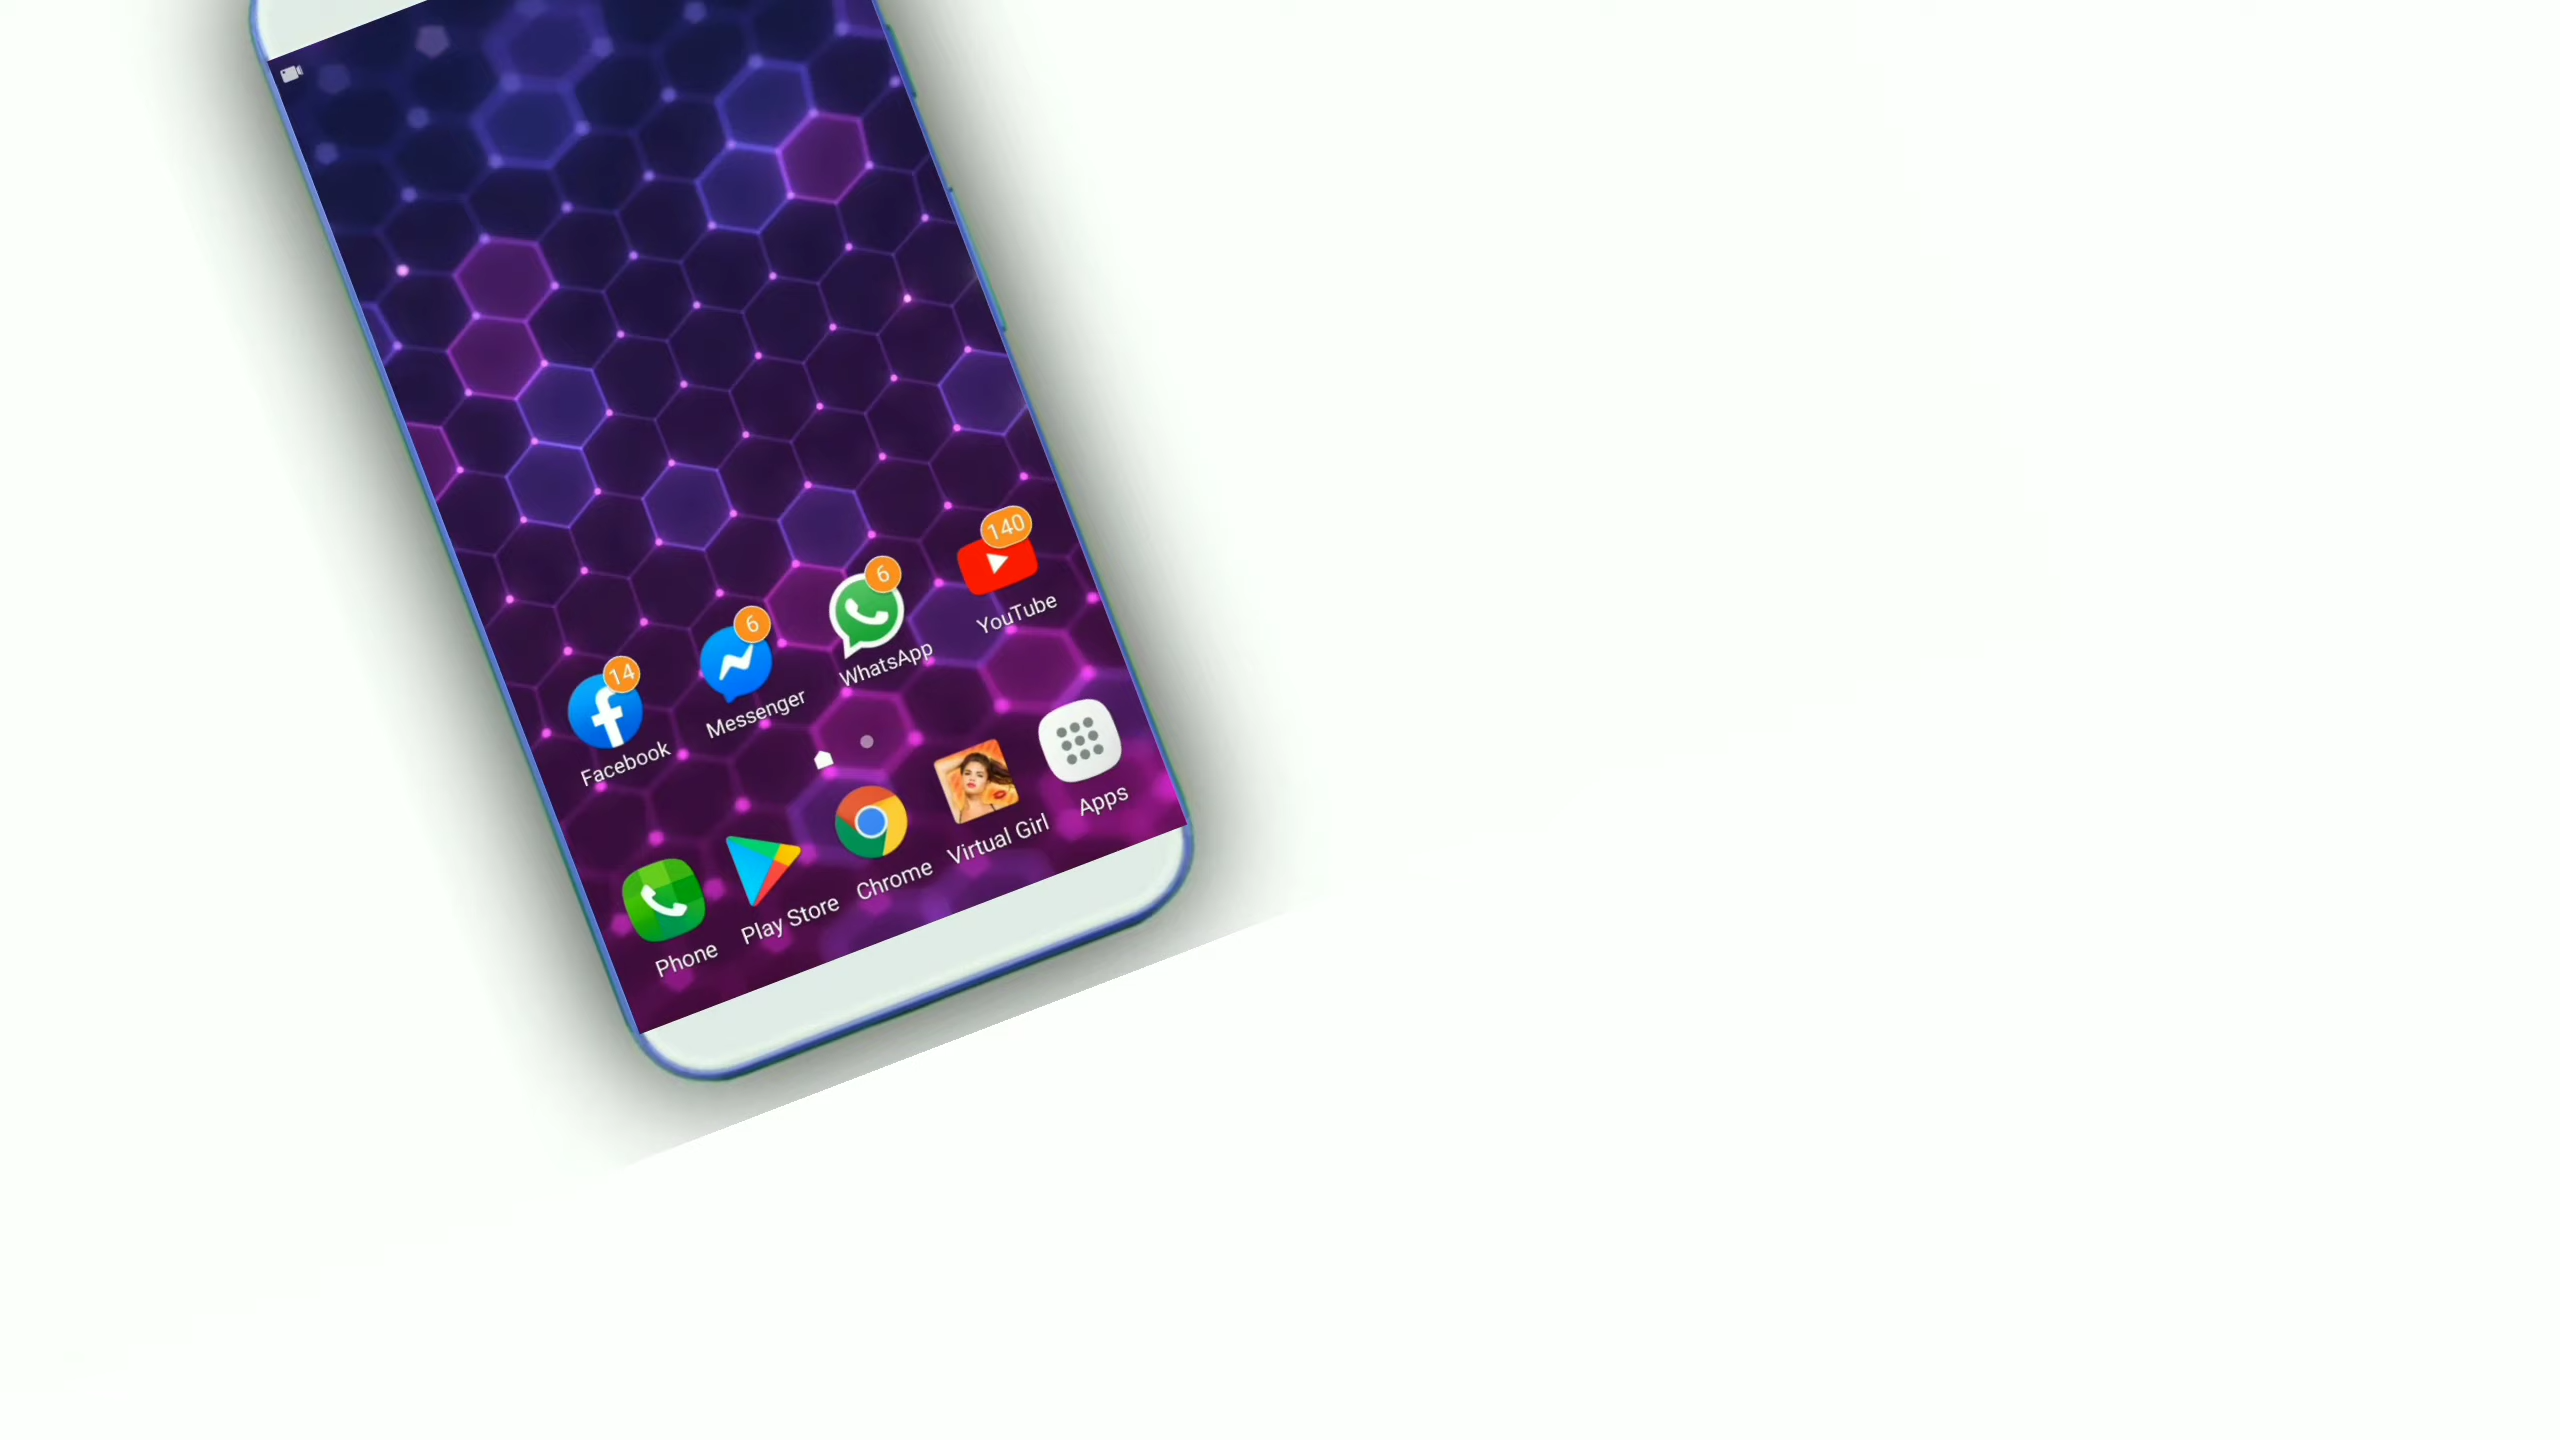 140
YouTube
6
WhatsApp
6
Messenger
14
Facebook
Phone
Play Store
Chrome
Virtual Girl
Apps